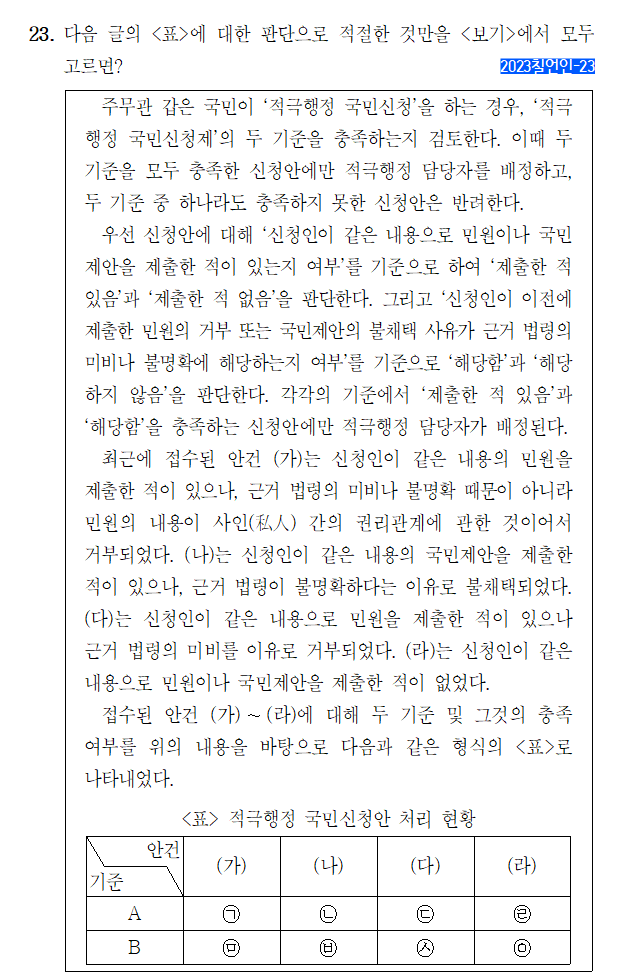 23. 다음 글의 <표>에 대한 판단으로 적절한 것만을 <보기>에서 모두
고르면?
2023칠언인-23
주무관 갑은 국민이 ‘적극행정 국민신청’을 하는 경우, ‘적극
행정 국민신청제’의 두 기준을 충족하는지 검토한다. 이때 두
기준을 모두 충족한 신청안에만 적극행정 담당자를 배정하고,
두 기준 중 하나라도 충족하지 못한 신청안은 반려한다.
우선 신청안에 대해 ‘신청인이 같은 내용으로 민원이나 국민
제안을 제출한 적이 있는지 여부’를 기준으로 하여 ‘제출한 적
있음’과 ‘제출한 적 없음’을 판단한다. 그리고 ‘신청인이 이전에
제출한 민원의 거부 또는 국민제안의 불채택 사유가 근거 법령의
미비나 불명확에 해당하는지 여부’를 기준으로 ‘해당함’과 ‘해당
하지 않음’을 판단한다. 각각의 기준에서 ‘제출한 적 있음’과
‘해당함’을 충족하는 신청안에만 적극행정 담당자가 배정된다.
최근에 접수된 안건 (가)는 신청인이 같은 내용의 민원을
제출한 적이 있으나, 근거 법령의 미비나 불명확 때문이 아니라
민원의 내용이 사인(私人) 간의 권리관계에 관한 것이어서
거부되었다. (나)는 신청인이 같은 내용의 국민제안을 제출한
적이 있으나, 근거 법령이 불명확하다는 이유로 불채택되었다.
(다)는 신청인이 같은 내용으로 민원을 제출한 적이 있으나
근거 법령의 미비를 이유로 거부되었다. (라)는 신청인이 같은
내용으로 민원이나 국민제안을 제출한 적이 없었다.
접수된 안건 (가)~(라)에 대해 두 기준 및 그것의 충족
여부를 위의 내용을 바탕으로 다음과 같은 형식의 <표>로
나타내었다.
<표> 적극행정 국민신청안 처리 현황
안건 (가) (나) (다) (라)
기준
A ㉠ ㉡ ㉢ ㉣
B ㉤ ㉥ ㉦ ㉧